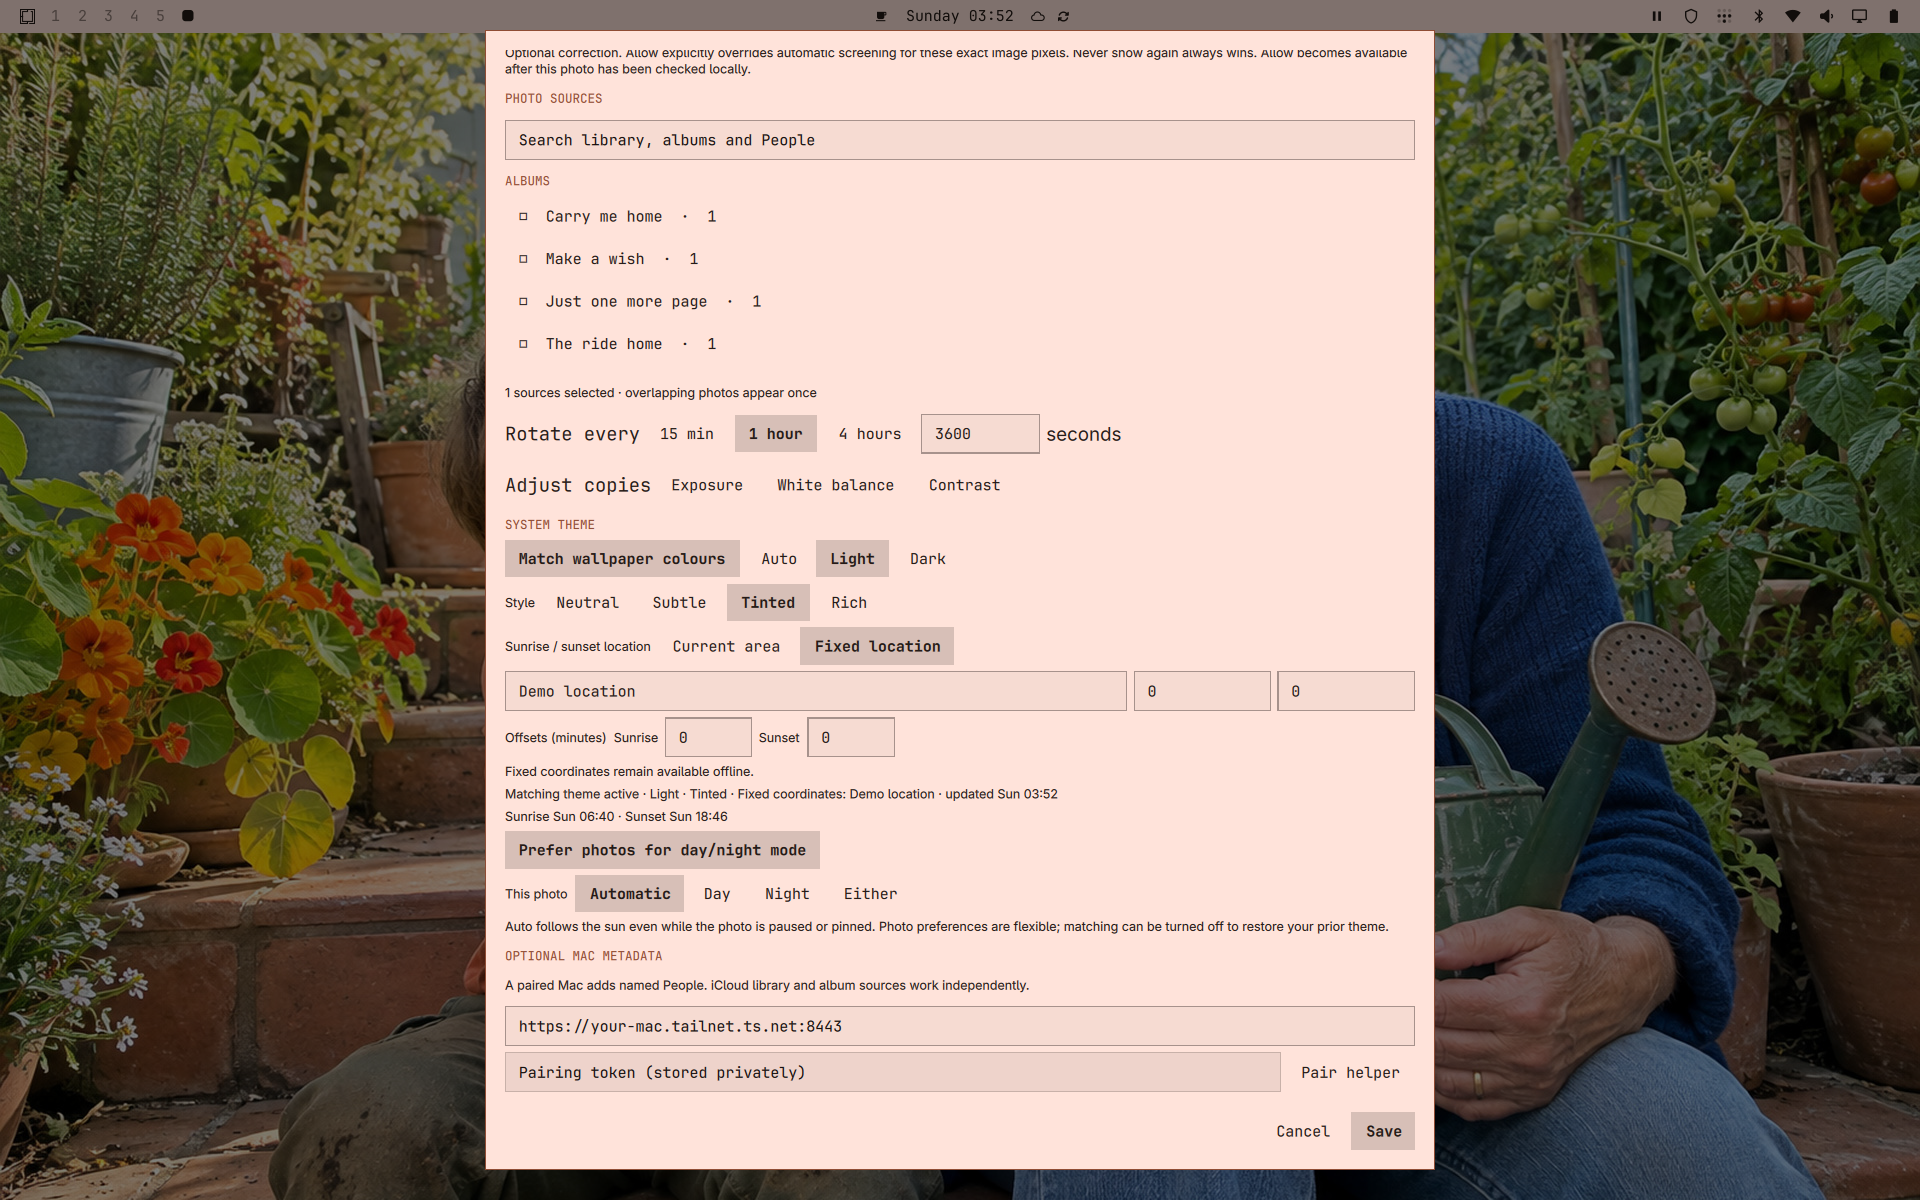 1 2 3 4 5
Sunday 03:52
Optional correction. Allow explicitly overrides automatic screening for these exact image pixels. Never show again always wins. Allow becomes available
after this photo has been checked locally.
PHOTO SOURCES
Search library, albums and People
ALBUMS
Carry me home · 1
Make a wish · 1
Just one more page · 1
The ride home · 1
1 sources selected · overlapping photos appear once
Rotate every 15 min 1 hour 4 hours 3600 seconds
Adjust copies Exposure White balance Contrast
SYSTEM THEME
Match wallpaper colours Auto Light Dark
Style Neutral Subtle Tinted Rich
Sunrise / sunset location Current area Fixed location
Demo location 0 0
Offsets (minutes) Sunrise 0 Sunset 0
Fixed coordinates remain available offline.
Matching theme active · Light · Tinted · Fixed coordinates: Demo location · updated Sun 03:52
Sunrise Sun 06:40 · Sunset Sun 18:46
Prefer photos for day/night mode
This photo Automatic Day Night Either
Auto follows the sun even while the photo is paused or pinned. Photo preferences are flexible; matching can be turned off to restore your prior theme.
OPTIONAL MAC METADATA
A paired Mac adds named People. iCloud library and album sources work independently.
https://your-mac.tailnet.ts.net:8443
Pairing token (stored privately) Pair helper
Cancel Save